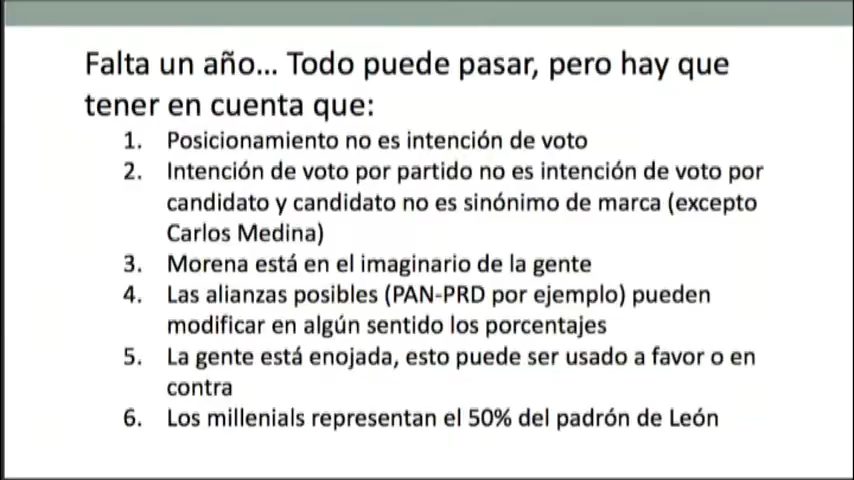 Falta un año... Todo puede pasar, pero hay que
tener en cuenta que:
1. Posicionamiento no es intención de voto
2. Intención de voto por partido no es intención de voto por
candidato y candidato no es sinónimo de marca (excepto
Carlos Medina)
3. Morena está en el imaginario de la gente
4. Las alianzas posibles (PAN-PRD por ejemplo) pueden
modificar en algún sentido los porcentajes
5. La gente está enojada, esto puede ser usado a favor o en
contra
6. Los millenials representan el 50% del padrón de León